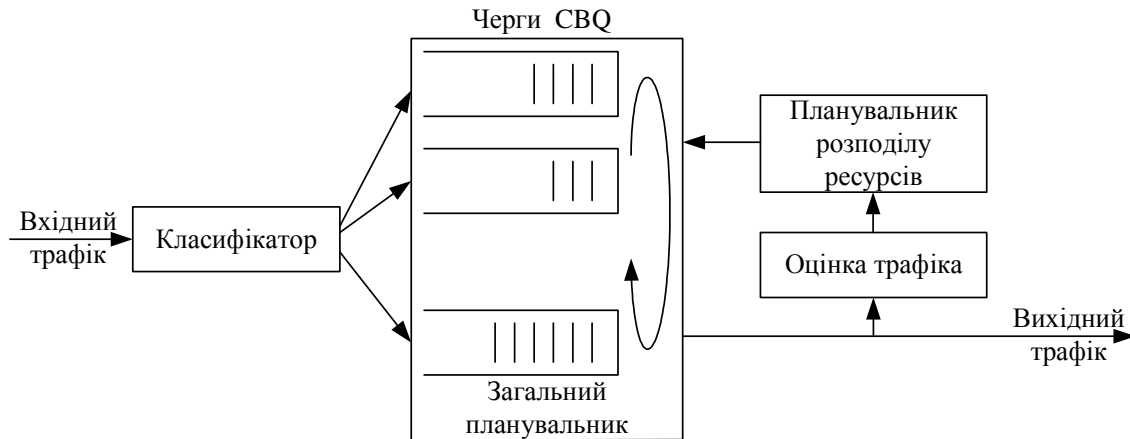 Черги CBQ
Планувальник
розподілу
ресурсів
Вхідний
трафік
Класифікатор
Оцінка трафіка
Вихідний
трафік
Загальний
планувальник